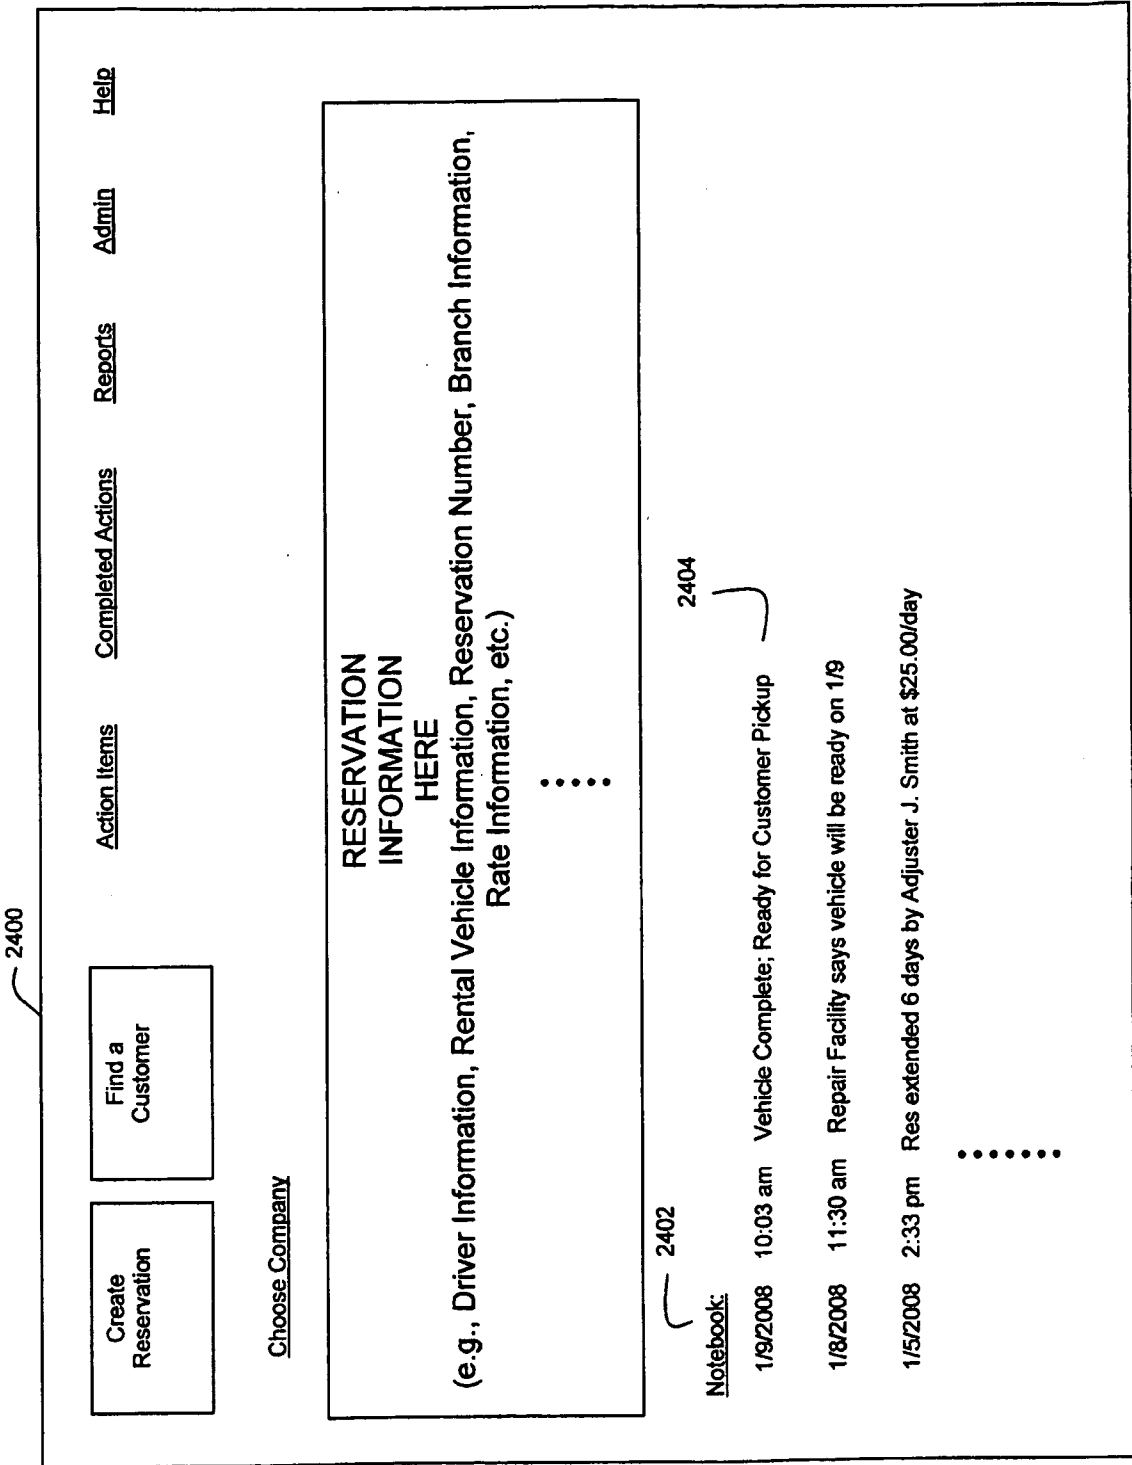 2400
Create
Reservation
Find a
Customer
Action Items
Completed Actions
Reports
Admin
Help
Choose Company
RESERVATION
INFORMATION
HERE
(e.g., Driver Information, Rental Vehicle Information, Reservation Number, Branch Information,
Rate Information, etc.)
2402
2404
Notebook:
1/9/2008 10:03 am Vehicle Complete; Ready for Customer Pickup
1/8/2008 11:30 am Repair Facility says vehicle will be ready on 1/9
1/5/2008 2:33 pm Res extended 6 days by Adjuster J. Smith at $25.00/day